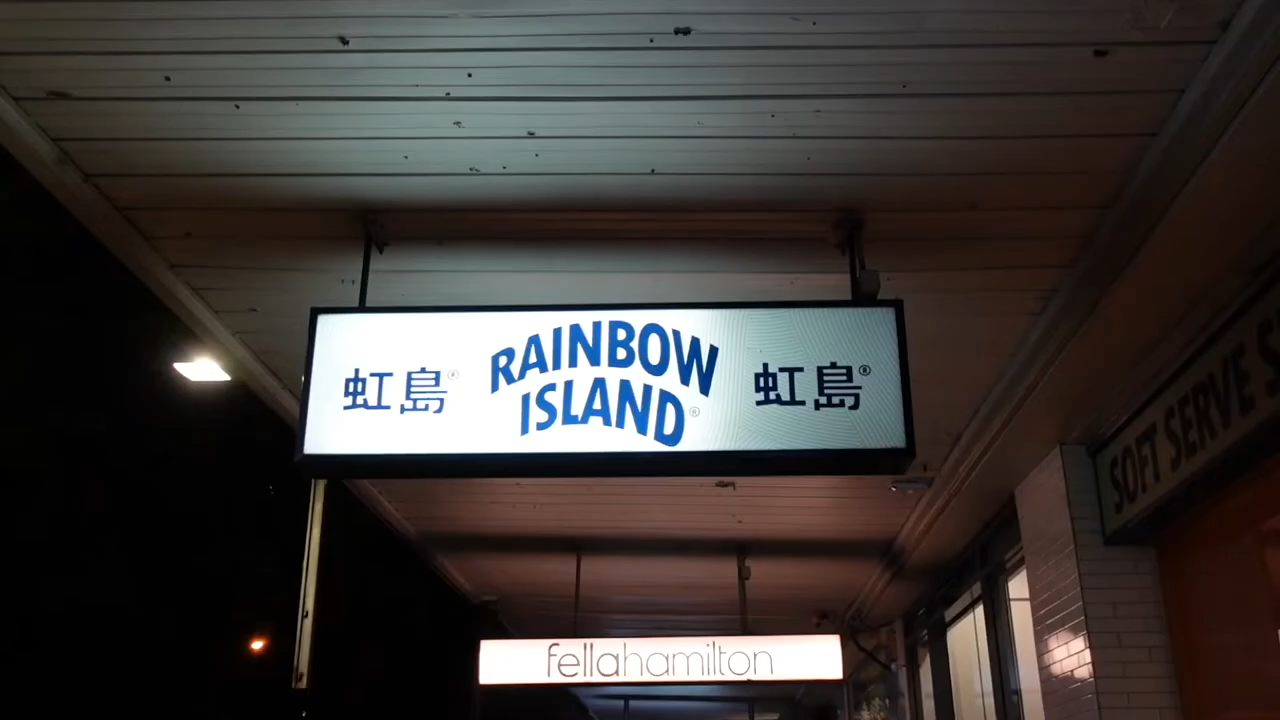 虹島®
RAINBOW
ISLAND®
虹島®
SOFT SERVE
fellahamilton